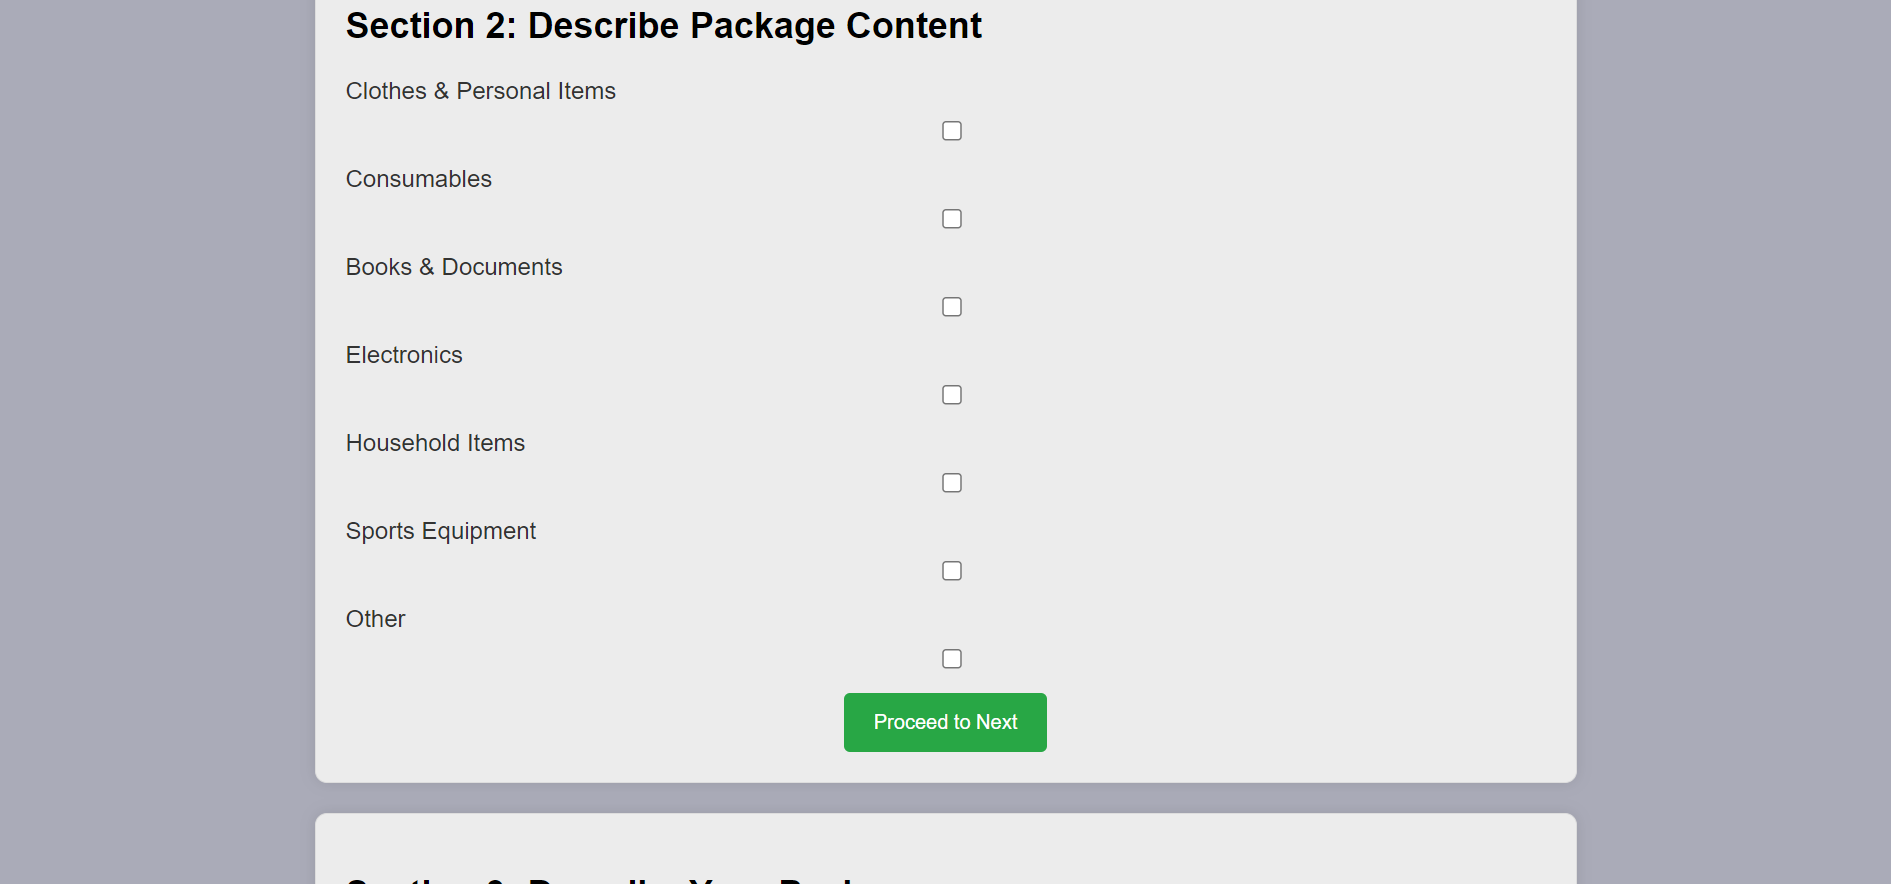 Section 2: Describe Package Content
Clothes & Personal Items
Consumables
Books & Documents
Electronics
Household Items
Sports Equipment
Other
Proceed to Next